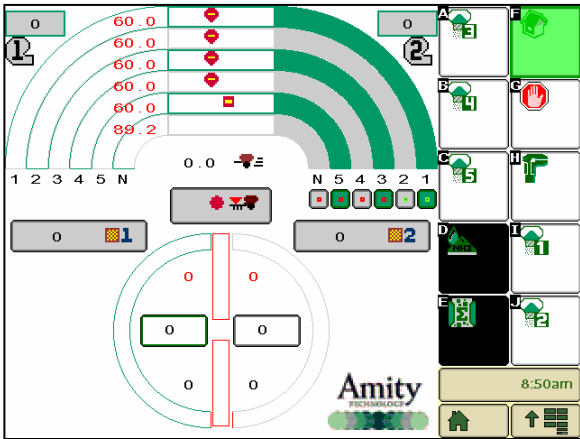 0 0 A 3 F
60.0
60.0
1 2
60.0
60.0
B 4 G
60.0
89.2
0.0
C 5 H
1 2 3 4 5 N N 5 4 3 2 1
0 1 0 2
D NH3 I 1
0 0
E Σ J 2
0 0
0 0
Amity
TECHNOLOGY
8:50am